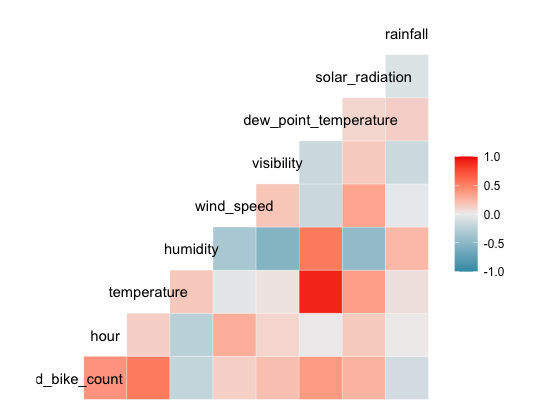 rainfall
solar_radiation
dew_point_temperature
visibility
wind_speed
humidity
temperature
hour
d_bike_count
1.0
0.5
0.0
-0.5
-1.0